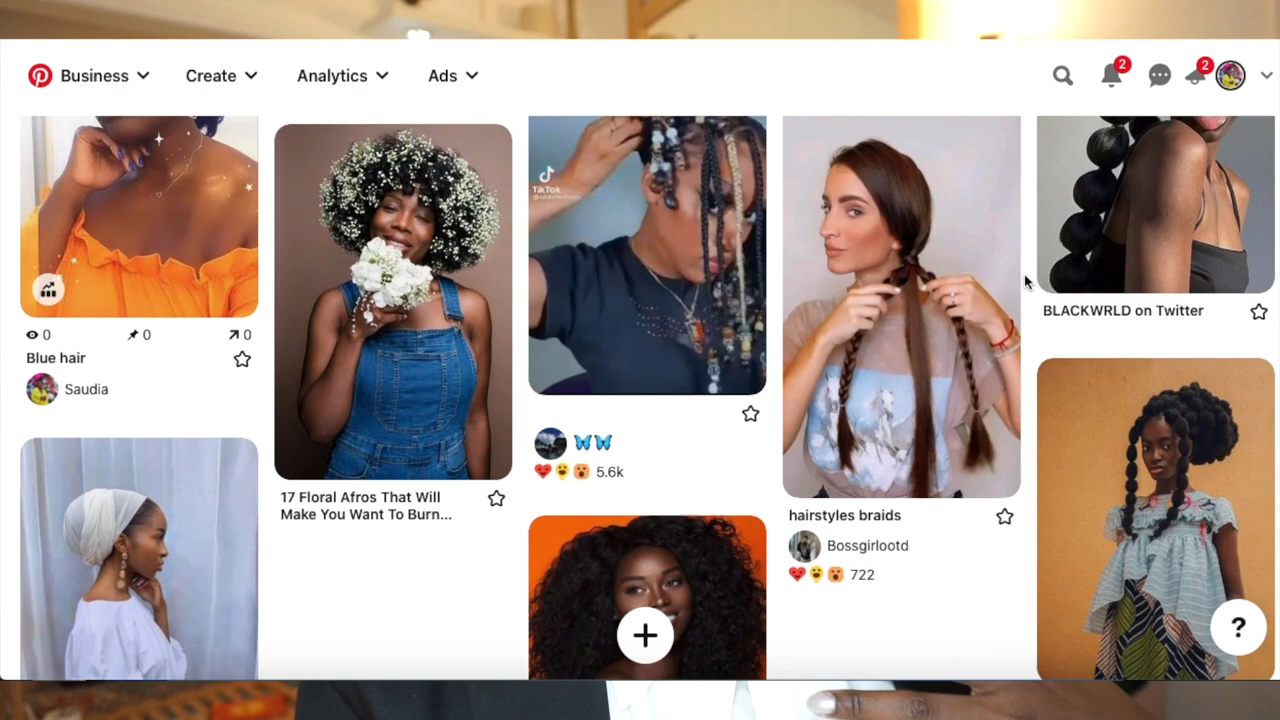 Business
Create
Analytics
Ads
2
2
0
0
0
Blue hair
Saudia
17 Floral Afros That Will
Make You Want To Burn...
TikTok
5.6k
hairstyles braids
Bossgirlootd
722
BLACKWRLD on Twitter
?